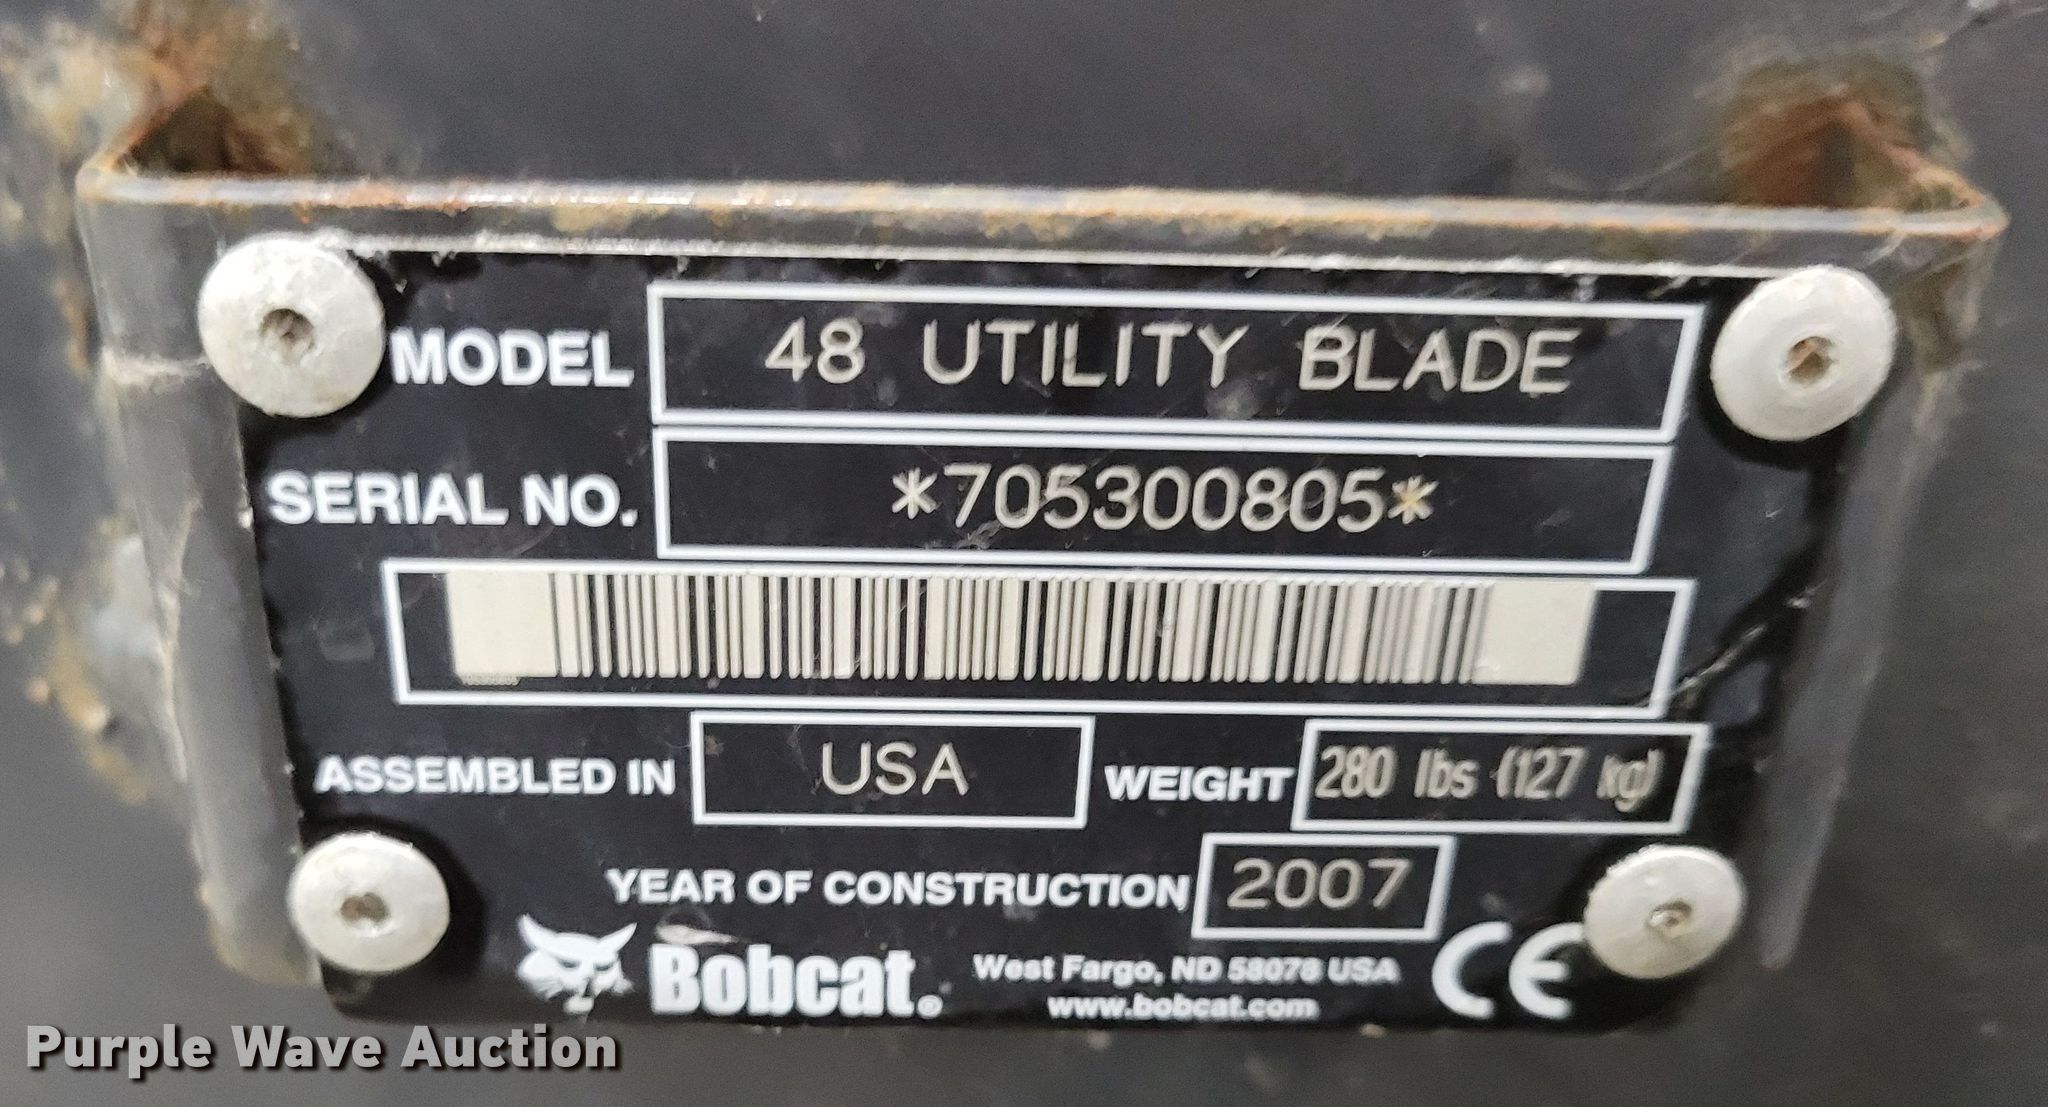 MODEL 48 UTILITY BLADE
SERIAL NO. *705300805*
ASSEMBLED IN USA WEIGHT 280 lbs (127 kg)
YEAR OF CONSTRUCTION 2007
Bobcat® West Fargo, ND 58078 USA CE
www.bobcat.com
Purple Wave Auction